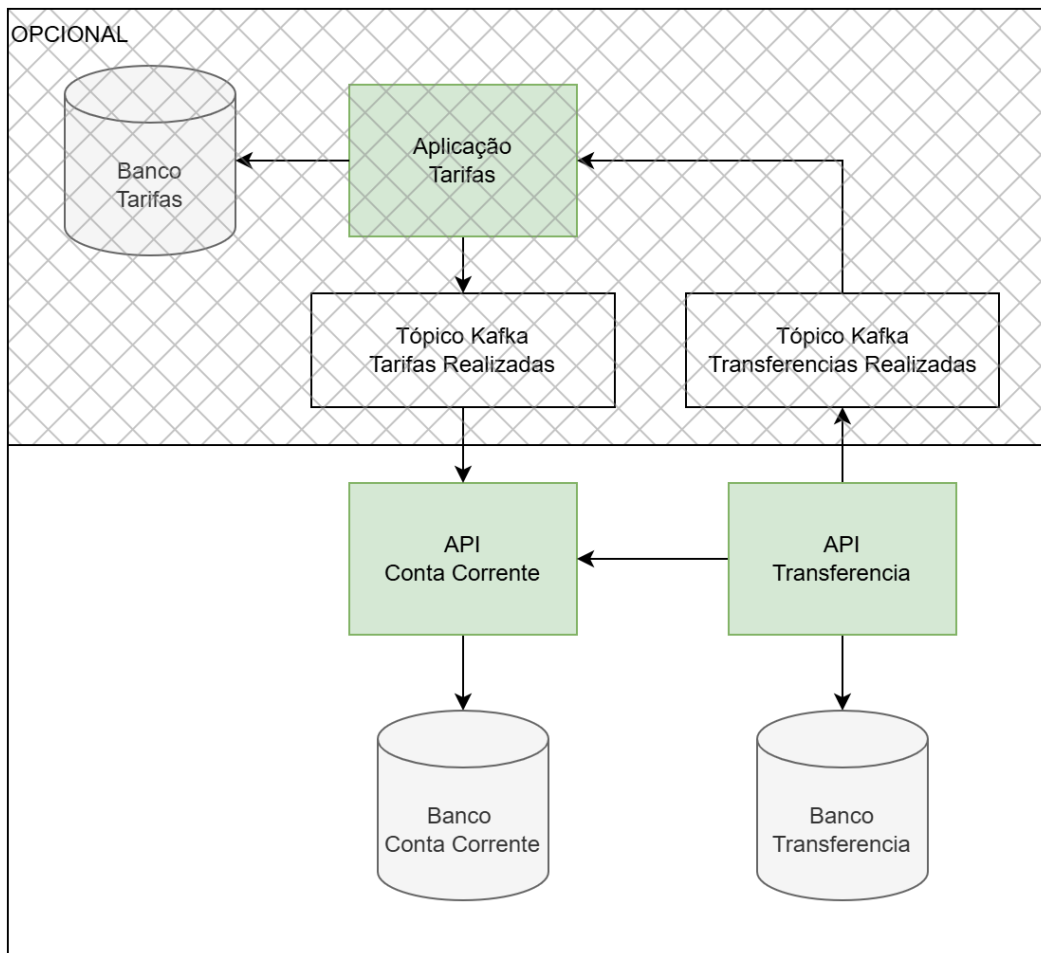 OPCIONAL
Banco
Tarifas
Aplicação
Tarifas
Tópico Kafka
Tarifas Realizadas
Tópico Kafka
Transferencias Realizadas
API
Conta Corrente
API
Transferencia
Banco
Conta Corrente
Banco
Transferencia